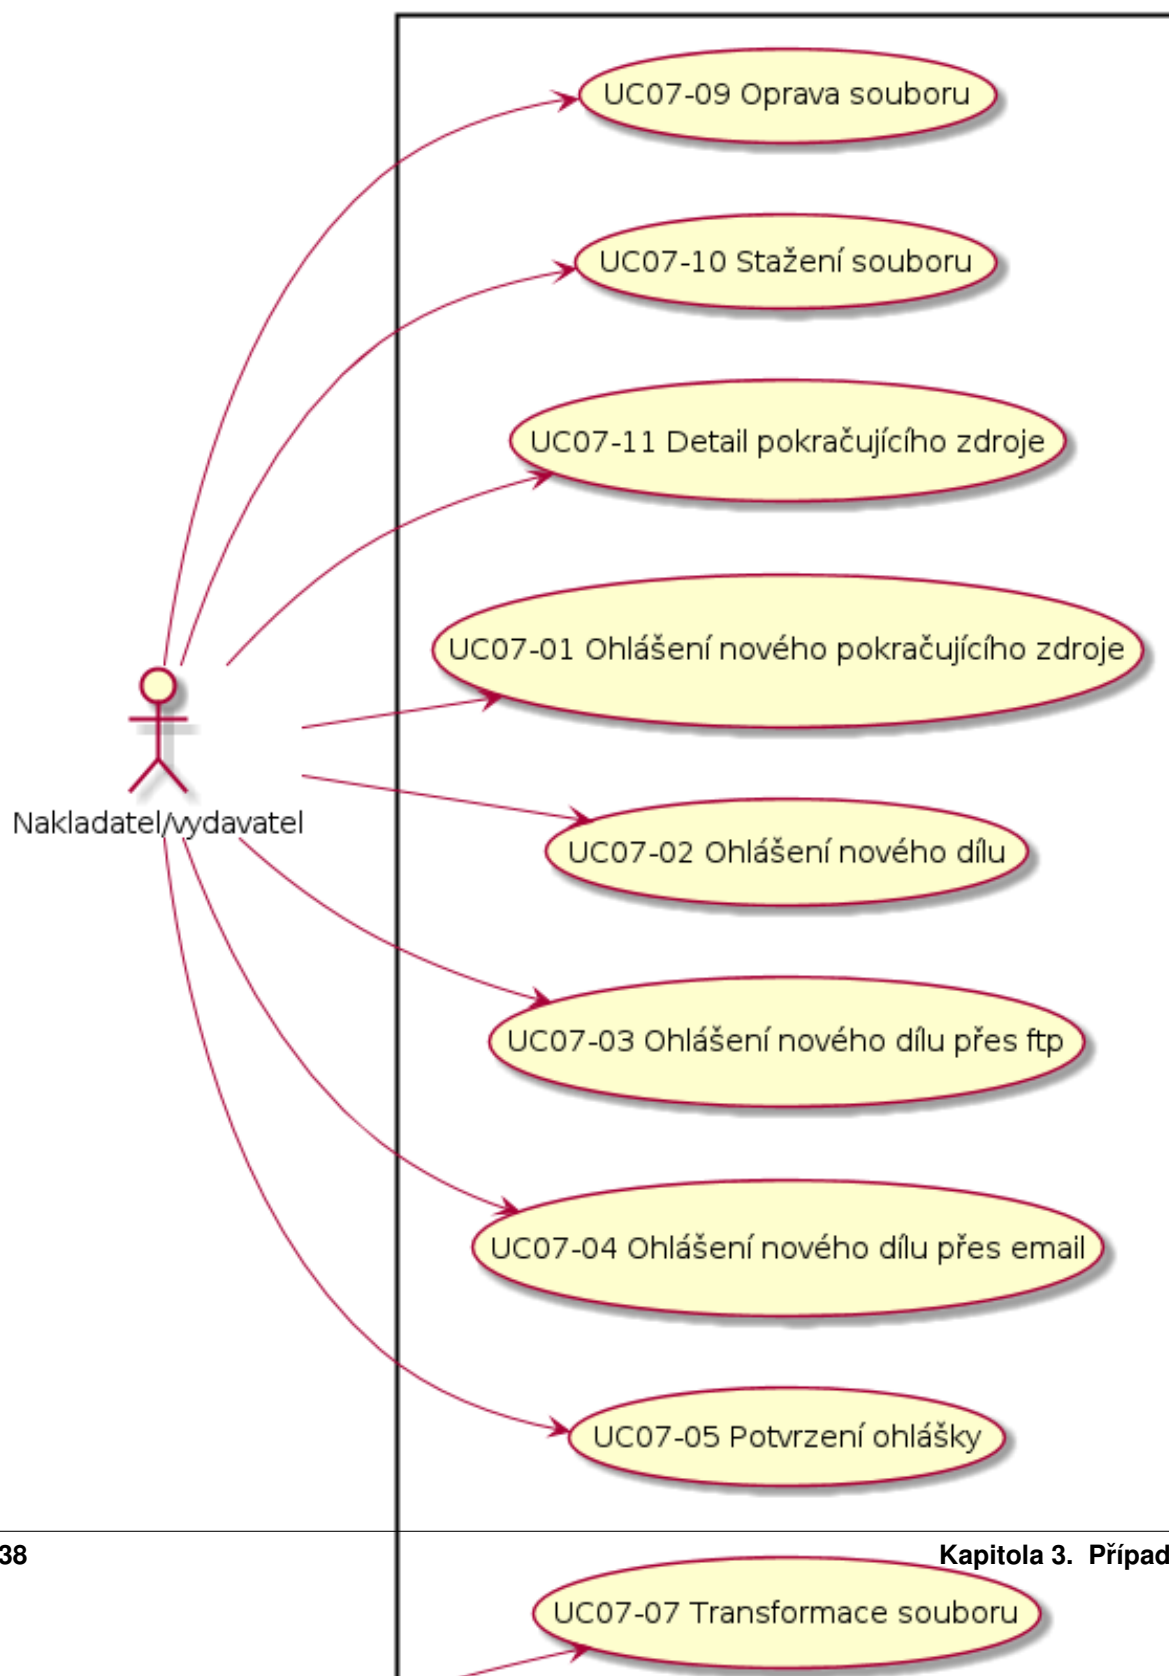 UC07-09 Oprava souboru
UC07-10 Stažení souboru
UC07-11 Detail pokračujícího zdroje
UC07-01 Ohlášení nového pokračujícího zdroje
Nakladatel/vydavatel
UC07-02 Ohlášení nového dílu
UC07-03 Ohlášení nového dílu přes ftp
UC07-04 Ohlášení nového dílu přes email
UC07-05 Potvrzení ohlášky
38
Kapitola 3. Případ
UC07-07 Transformace souboru